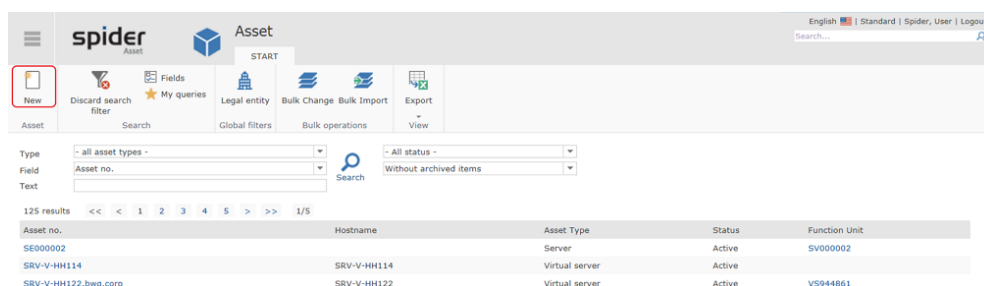 English | Standard | Spider, User | Logou
spider
Asset
Asset
Search...
START
New
Discard search filter
Fields
My queries
Legal entity
Bulk Change
Bulk Import
Export
Asset
Search
Global filters
Bulk operations
View
Type
- all asset types -
- All status -
Field
Asset no.
Search
Without archived items
Text
125 results << < 1 2 3 4 5 > >> 1/5
Asset no. Hostname Asset Type Status Function Unit
SE000002 Server Active SV000002
SRV-V-HH114 SRV-V-HH114 Virtual server Active
SRV-V-HH122.bwg.corp SRV-V-HH122 Virtual server Active VS944861